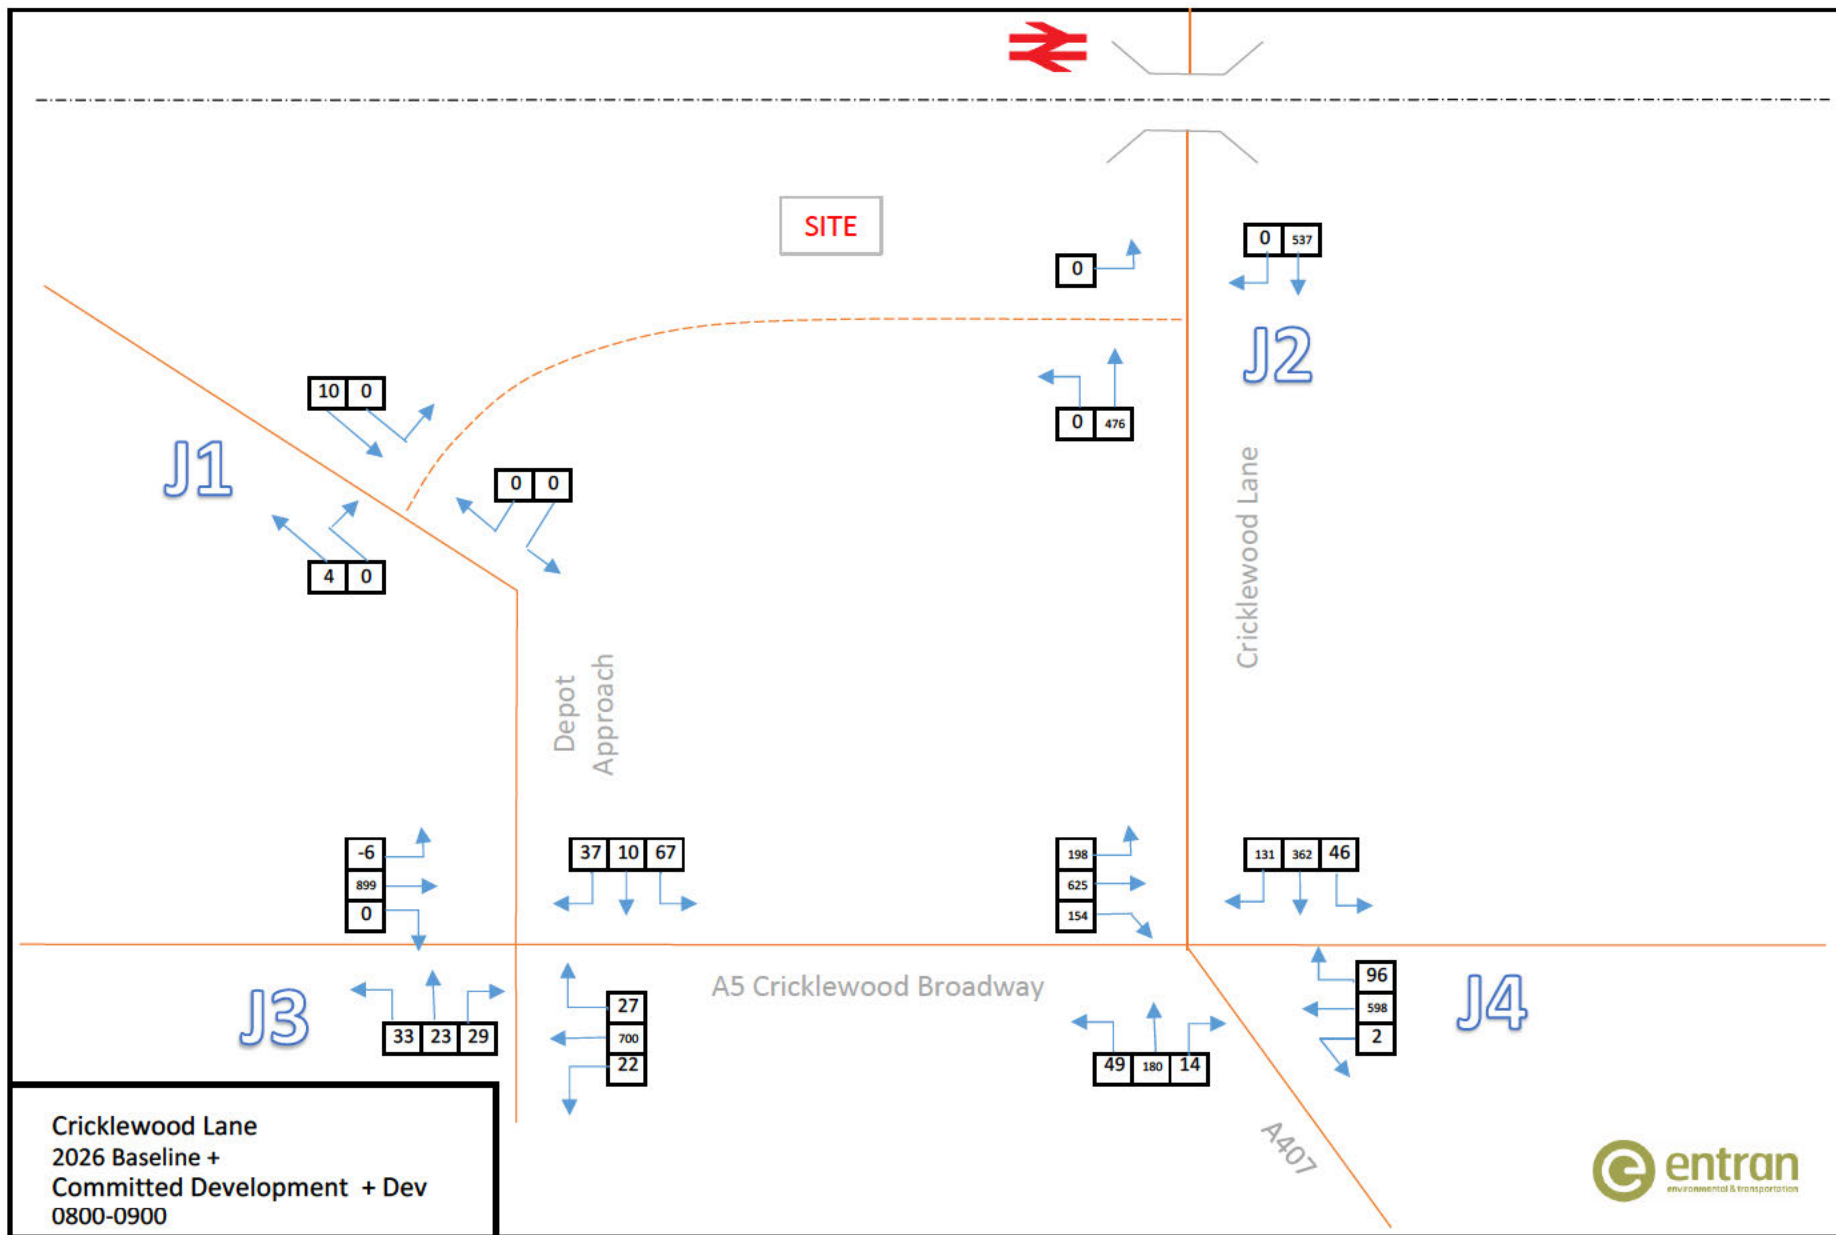 SITE
0 537
0
J2
10 0
0 476
J1
0 0
4 0
Cricklewood Lane
Depot
Approach
-6
899
0
37 10 67
198
625
154
131 362 46
A5 Cricklewood Broadway
J3
33 23 29
27
700
22
49 180 14
96
598
2
J4
A407
Cricklewood Lane
2026 Baseline +
Committed Development + Dev
0800-0900
entran
environmental & transportation